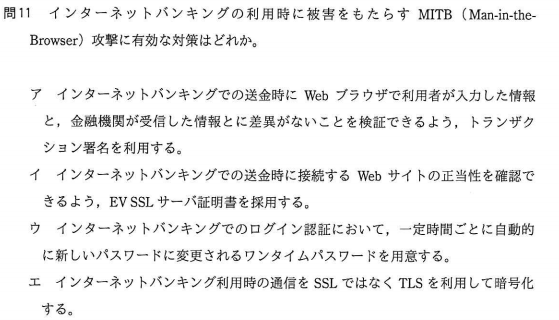 問11 インターネットバンキングの利用時に被害をもたらす MITB（Man-in-the-
Browser）攻撃に有効な対策はどれか。
ア インターネットバンキングでの送金時に Web ブラウザで利用者が入力した情報
と，金融機関が受信した情報とに差異がないことを検証できるよう，トランザク
ション署名を利用する。
イ インターネットバンキングでの送金時に接続する Web サイトの正当性を確認で
きるよう，EV SSL サーバ証明書を採用する。
ウ インターネットバンキングでのログイン認証において，一定時間ごとに自動的
に新しいパスワードに変更されるワンタイムパスワードを用意する。
エ インターネットバンキング利用時の通信を SSL ではなく TLS を利用して暗号化
する。